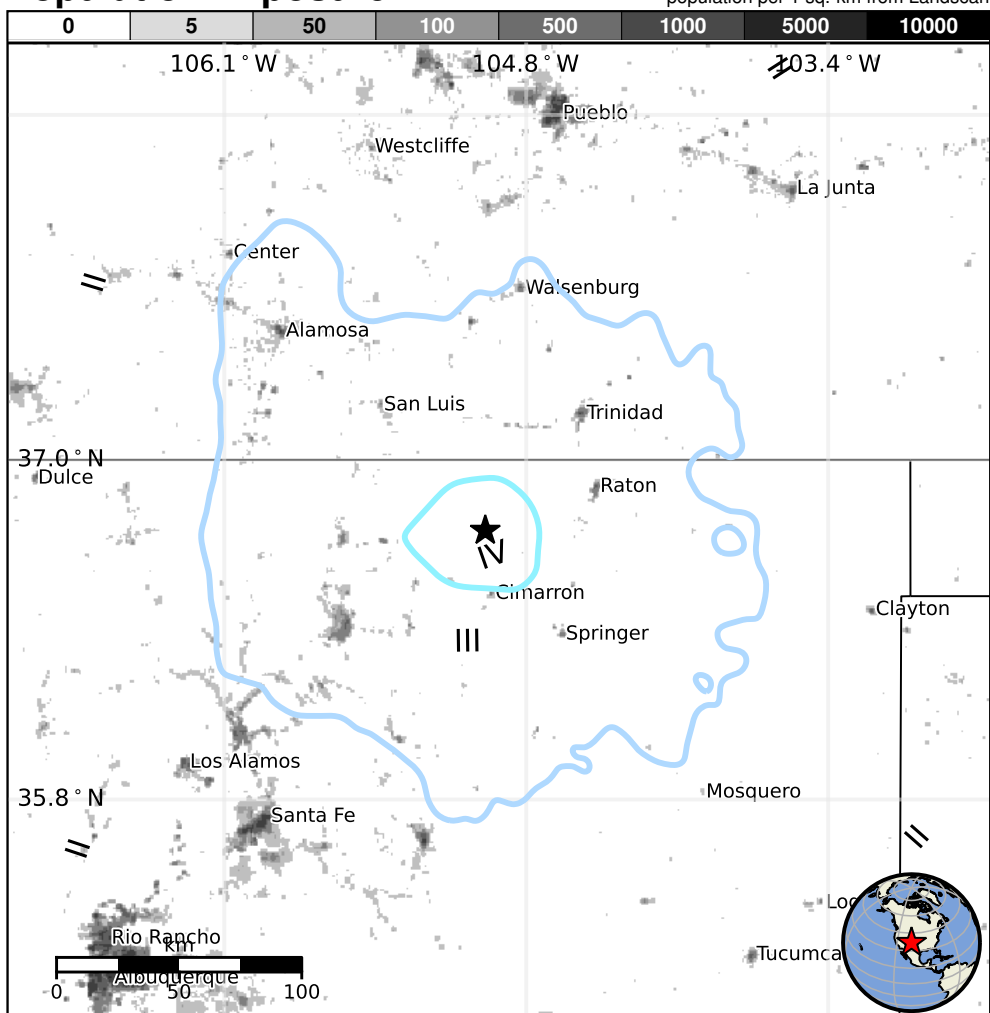 population per 1 sq. km from Landscan
0 5 50 100 500 1000 5000 10000
106.1°W 104.8°W 103.4°W
II
Pueblo
Westcliffe
La Junta
Center
II
Walsenburg
Alamosa
San Luis
Trinidad
37.0°N
Dulce
Raton
IV
Cimarron
Clayton
III
Springer
Los Alamos
35.8°N
Mosquero
Santa Fe
II
II
Rio Rancho
km
Tucumca
Albuquerque
0 50 100